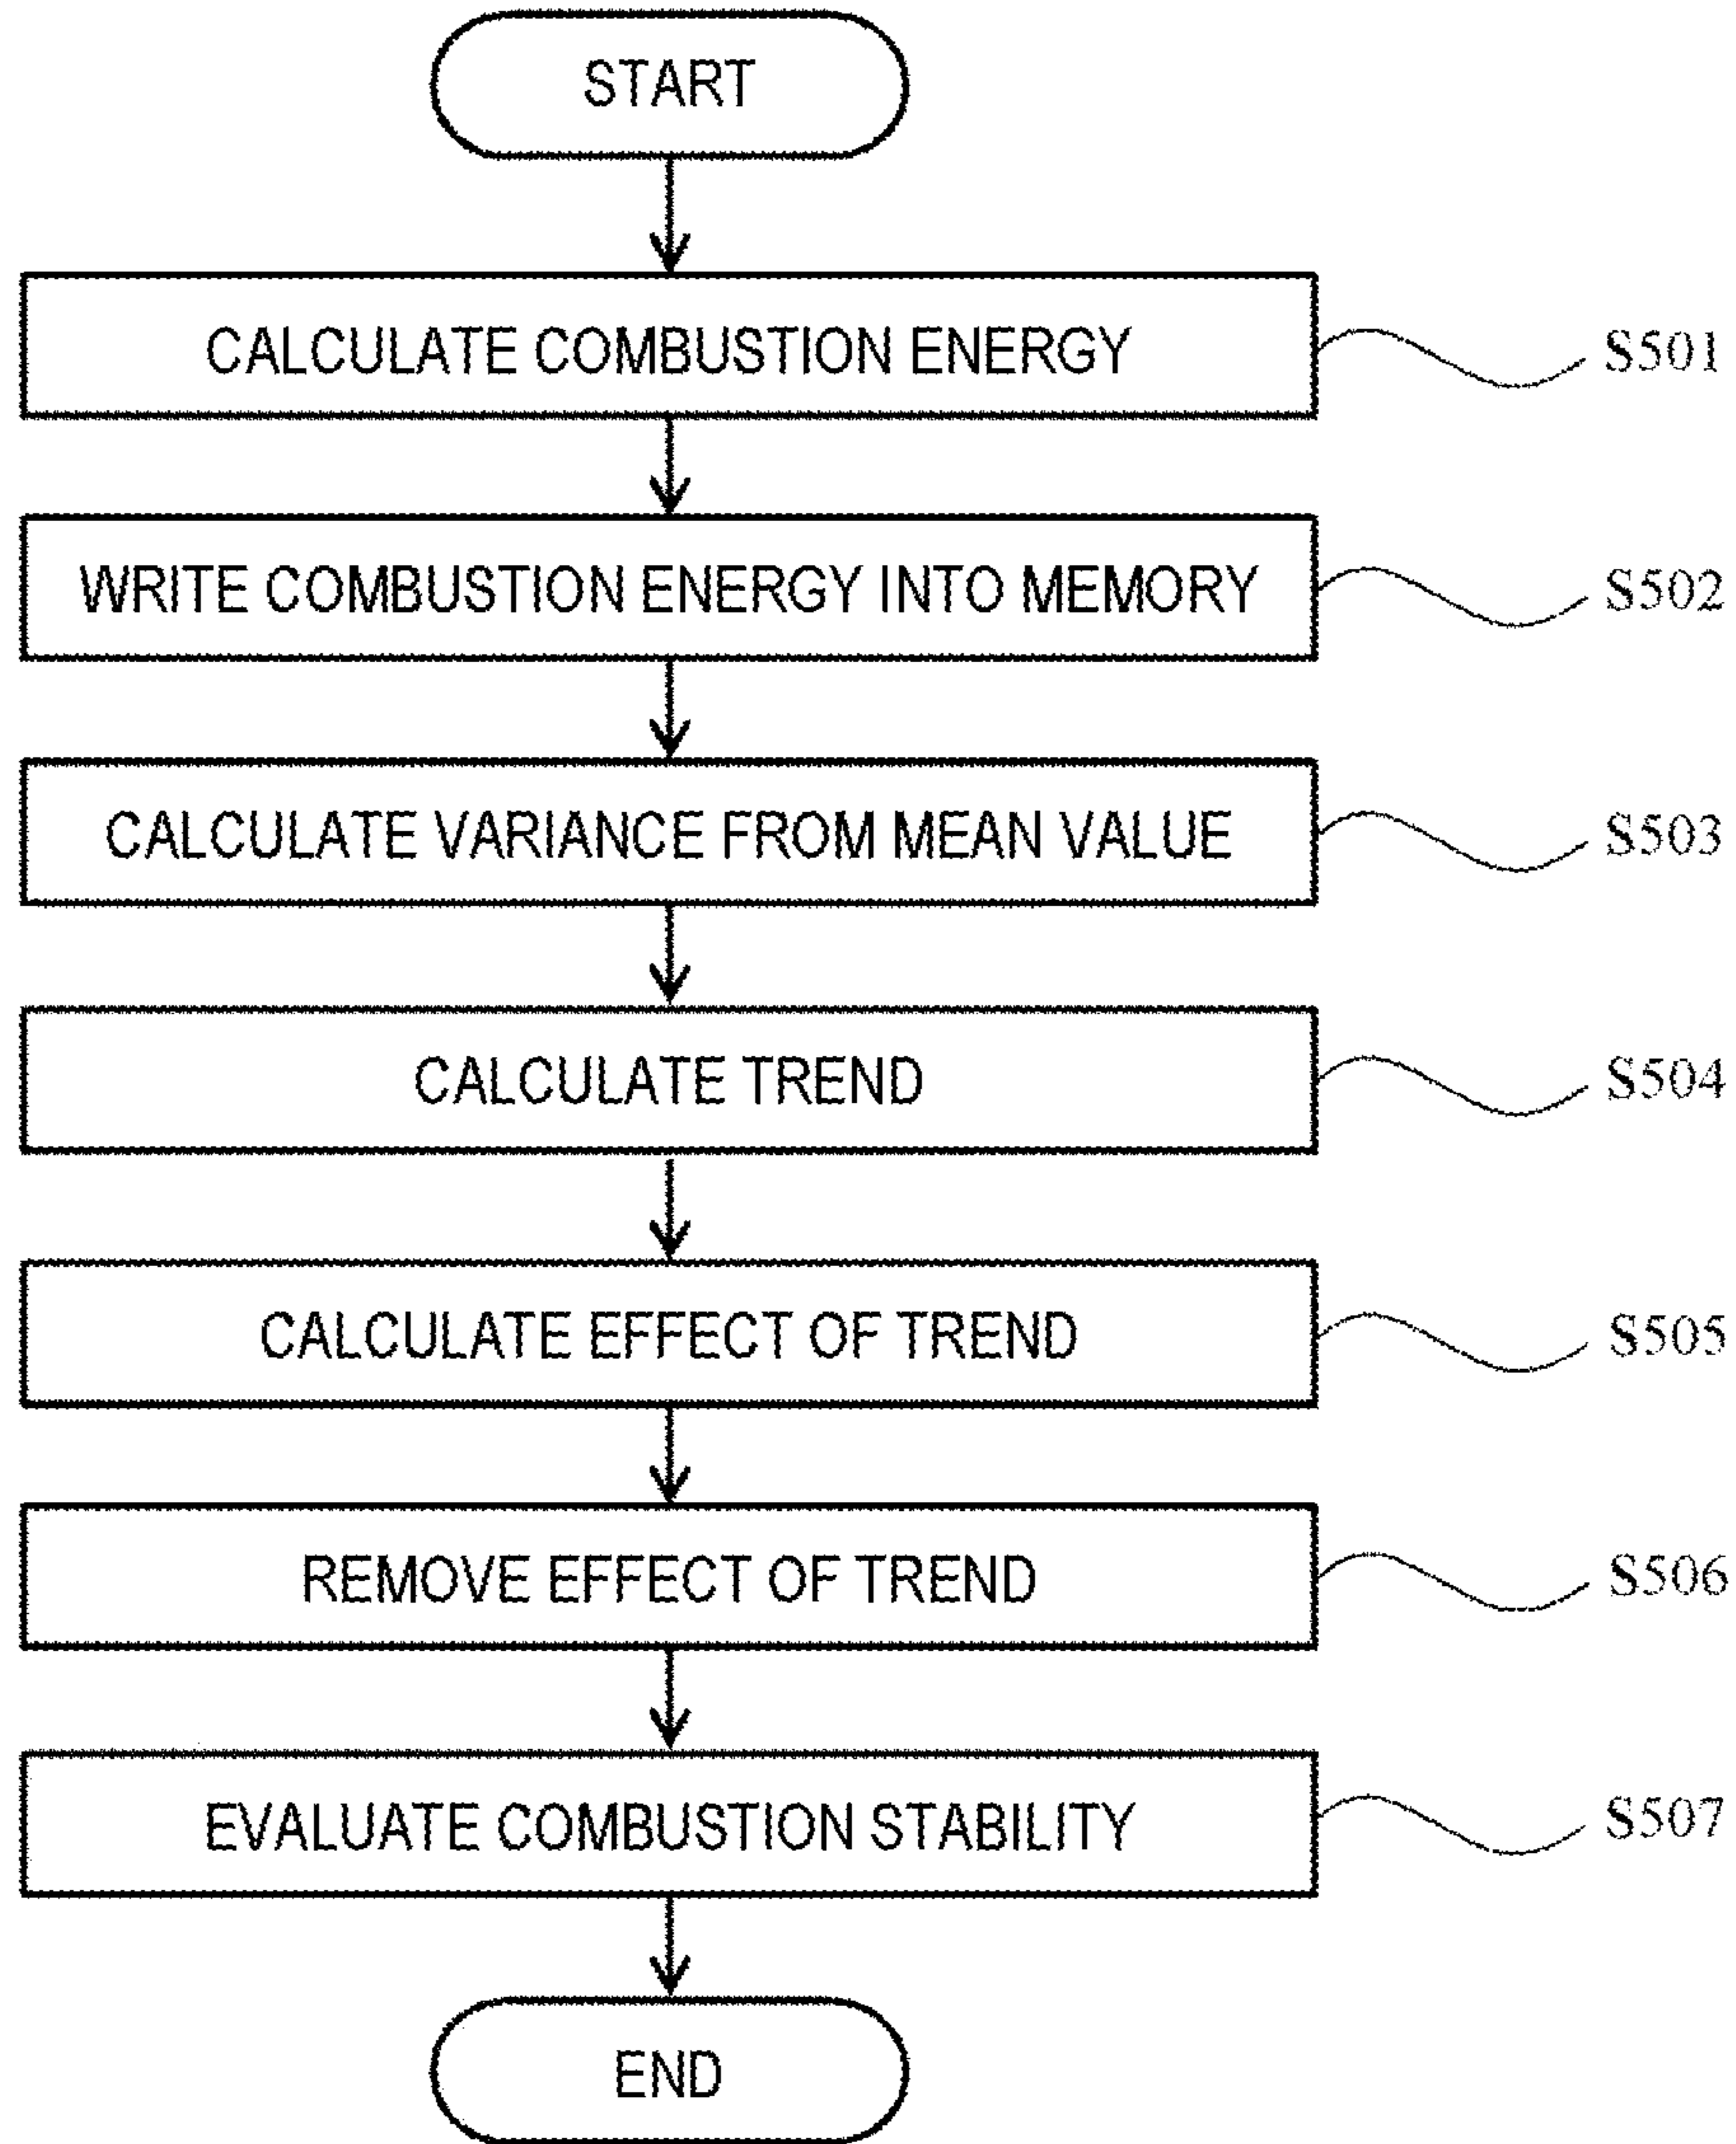 START
CALCULATE COMBUSTION ENERGY
S501
WRITE COMBUSTION ENERGY INTO MEMORY
S502
CALCULATE VARIANCE FROM MEAN VALUE
S503
CALCULATE TREND
S504
CALCULATE EFFECT OF TREND
S505
REMOVE EFFECT OF TREND
S506
EVALUATE COMBUSTION STABILITY
S507
END